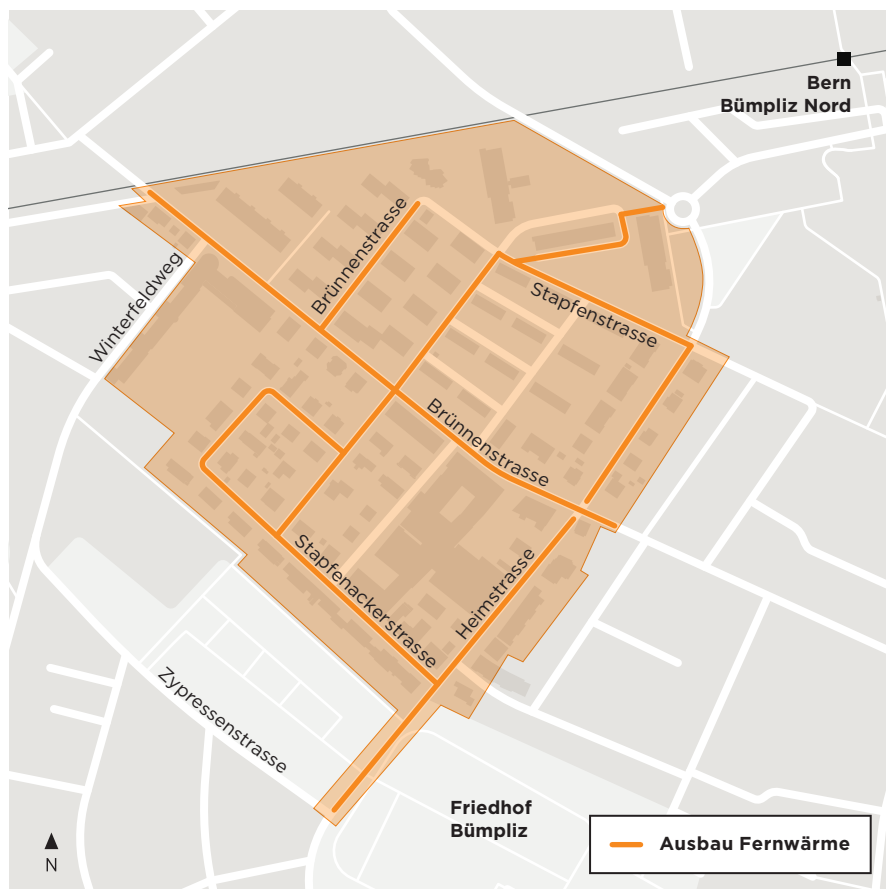 Bern
Bümpliz Nord
Brünnenstrasse
Winterfeldweg
Stapfenstrasse
Brünnenstrasse
Stapfenackerstrasse
Heimstrasse
Zypressenstrasse
Friedhof
Bümpliz
Ausbau Fernwärme
N